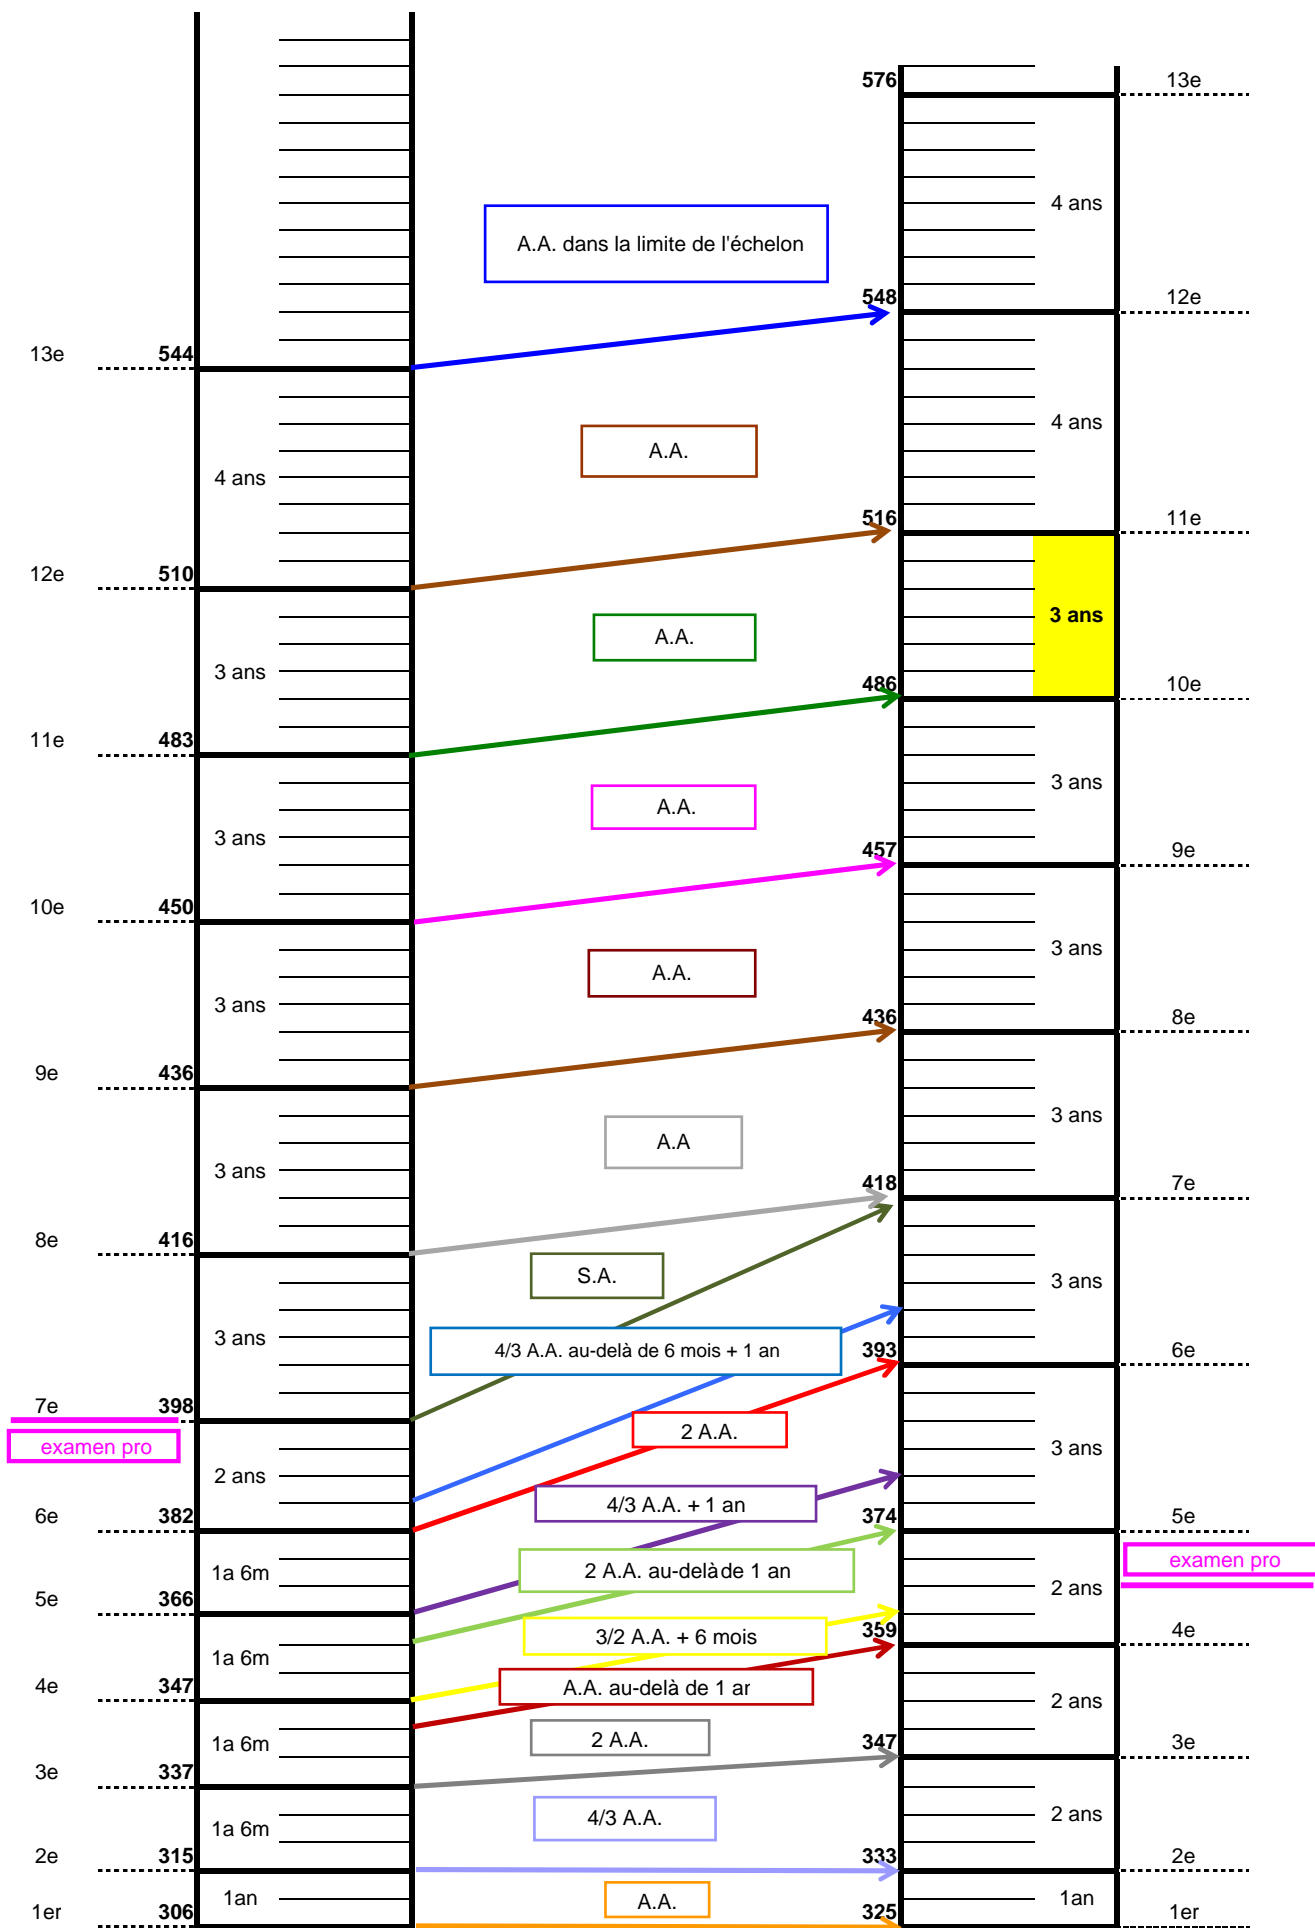 576 13e
4 ans
A.A. dans la limite de l'échelon
548 12e
13e 544
4 ans
A.A.
4 ans
516 11e
12e 510
3 ans
A.A.
3 ans
486 10e
11e 483
3 ans
A.A.
3 ans
457 9e
10e 450
3 ans
A.A.
3 ans
436 8e
9e 436
3 ans
A.A
3 ans
418 7e
8e 416
S.A.
3 ans
3 ans
4/3 A.A. au-delà de 6 mois + 1 an
393 6e
7e 398
examen pro
2 A.A.
3 ans
2 ans
4/3 A.A. + 1 an
374 5e
6e 382
examen pro
1a 6m
2 A.A. au-delà de 1 an
2 ans
5e 366
3/2 A.A. + 6 mois
359 4e
1a 6m
4e 347
A.A. au-delà de 1 an
2 ans
1a 6m
2 A.A.
347 3e
3e 337
4/3 A.A.
2 ans
1a 6m
2e 315
333 2e
1an
A.A.
1an
1er 306
325 1er